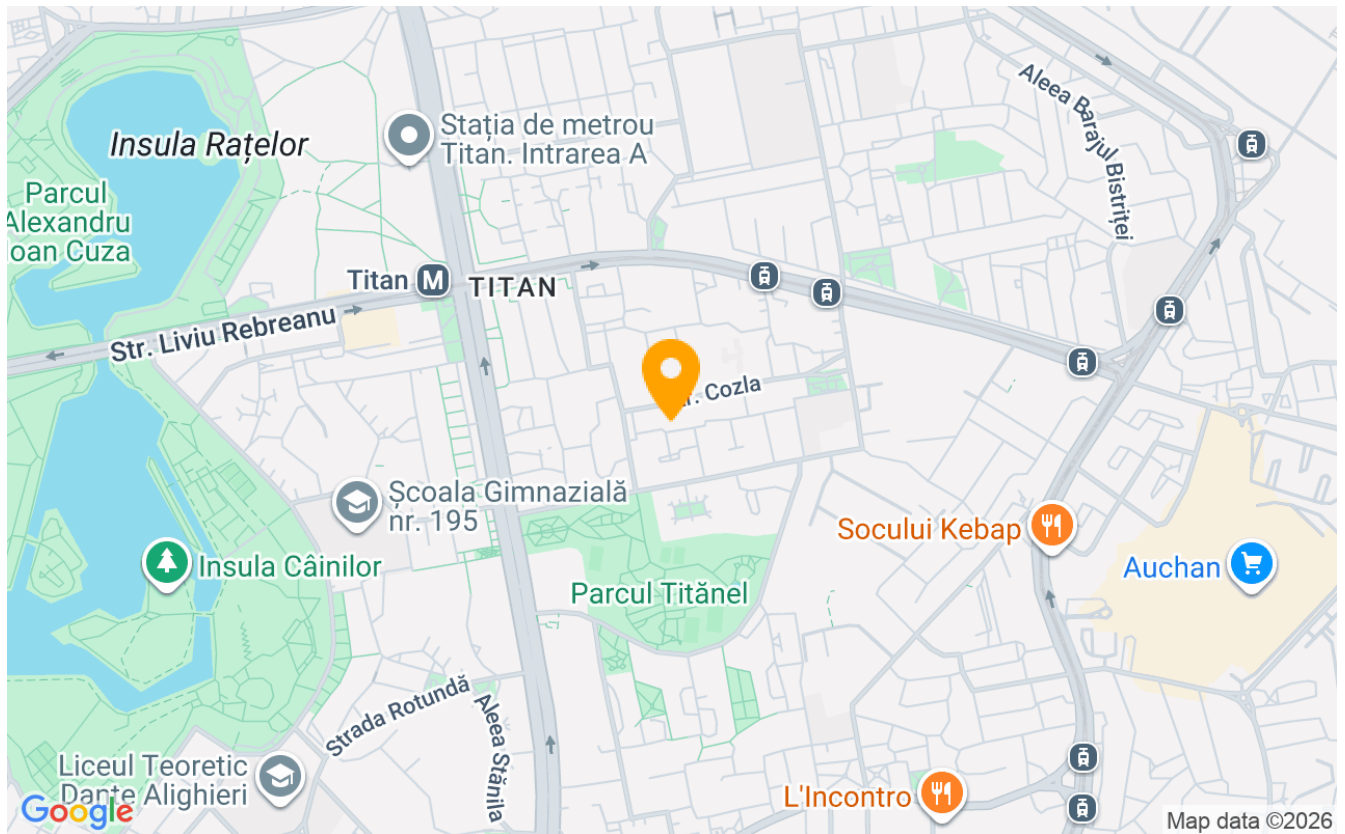 Aleea Barajul Bistriței
Stația de metrou
Titan. Intrarea A
Insula Rațelor
Parcul
Alexandru
Ioan Cuza
Titan
M
TITAN
Str. Liviu Rebreanu
Cozla
Școala Gimnazială
nr. 195
Socului Kebap
Insula Câinilor
Auchan
Parcul Titănel
Strada Rotundă
Aleea Stănila
Liceul Teoretic
Dante Alighieri
L'Incontro
Google
Map data ©2026